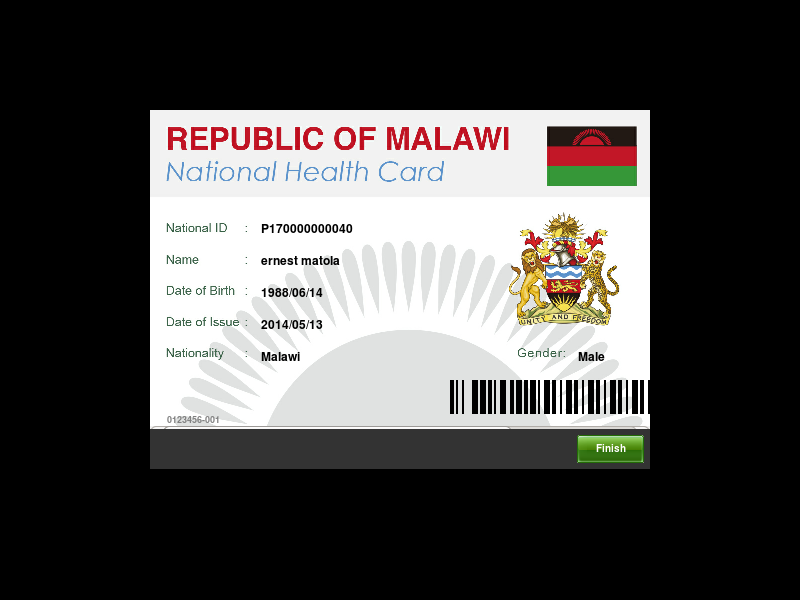 REPUBLIC OF MALAWI
National Health Card
National ID : P170000000040
Name : ernest matola
Date of Birth : 1988/06/14
Date of Issue : 2014/05/13
Nationality : Malawi
UNITY AND FREEDOM
Gender: Male
0123456-001
Finish